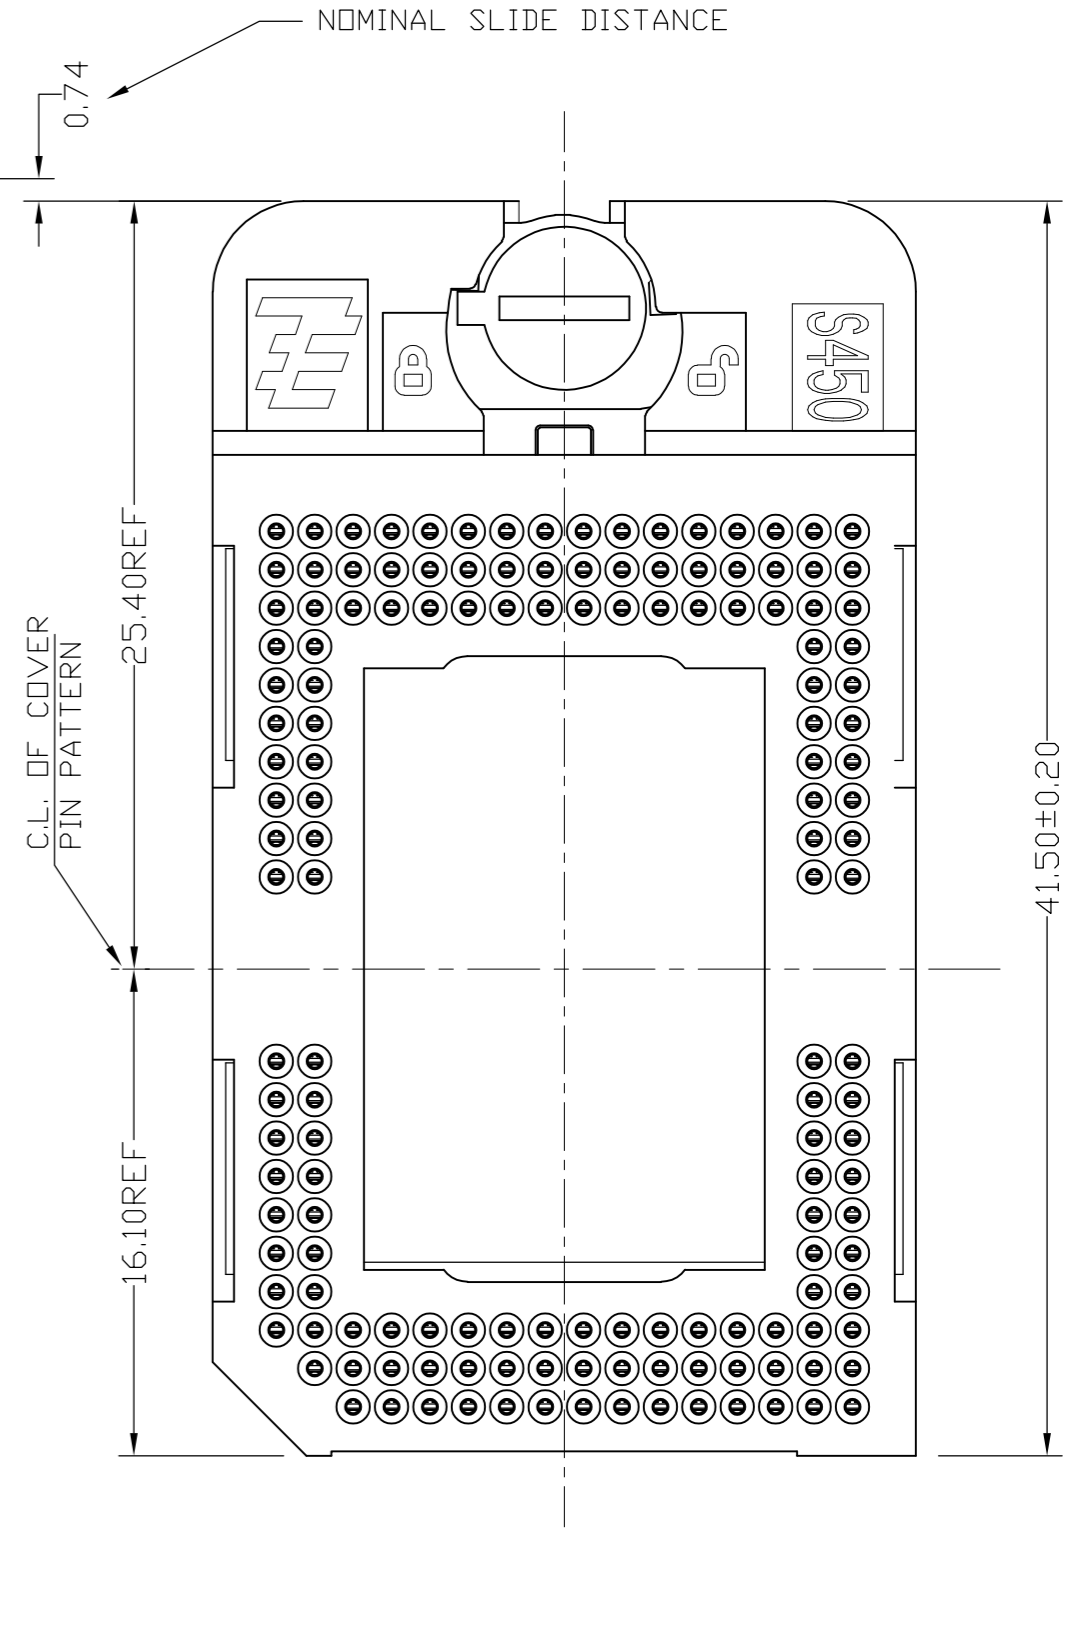 NOMINAL SLIDE DISTANCE
0.74
S450
25.40REF
C.L. OF COVER
PIN PATTERN
41.50±0.20
16.10REF